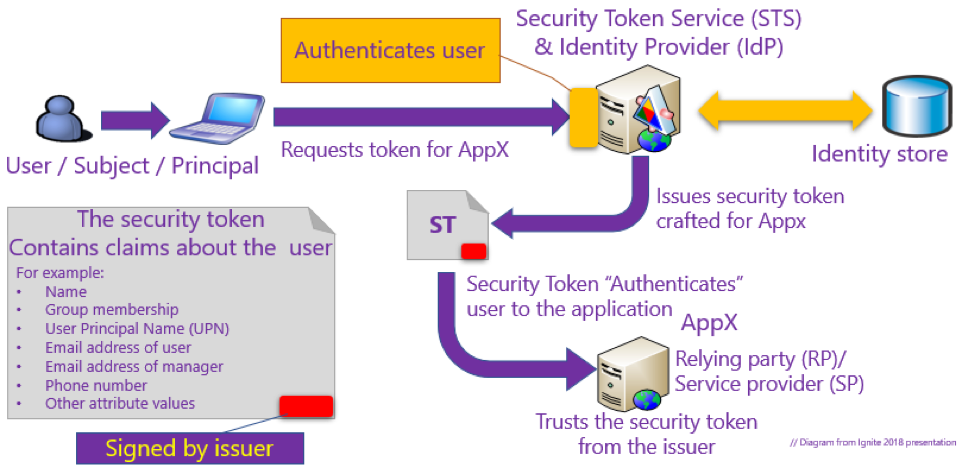 Security Token Service (STS)
& Identity Provider (IdP)
Authenticates user
User / Subject / Principal
Requests token for AppX
Identity store
Issues security token
crafted for Appx
ST
The security token
Contains claims about the user
For example:
• Name
• Group membership
• User Principal Name (UPN)
• Email address of user
• Email address of manager
• Phone number
• Other attribute values
Signed by issuer
Security Token “Authenticates”
user to the application
AppX
Relying party (RP)/
Service provider (SP)
Trusts the security token
from the issuer
// Diagram from Ignite 2018 presentation